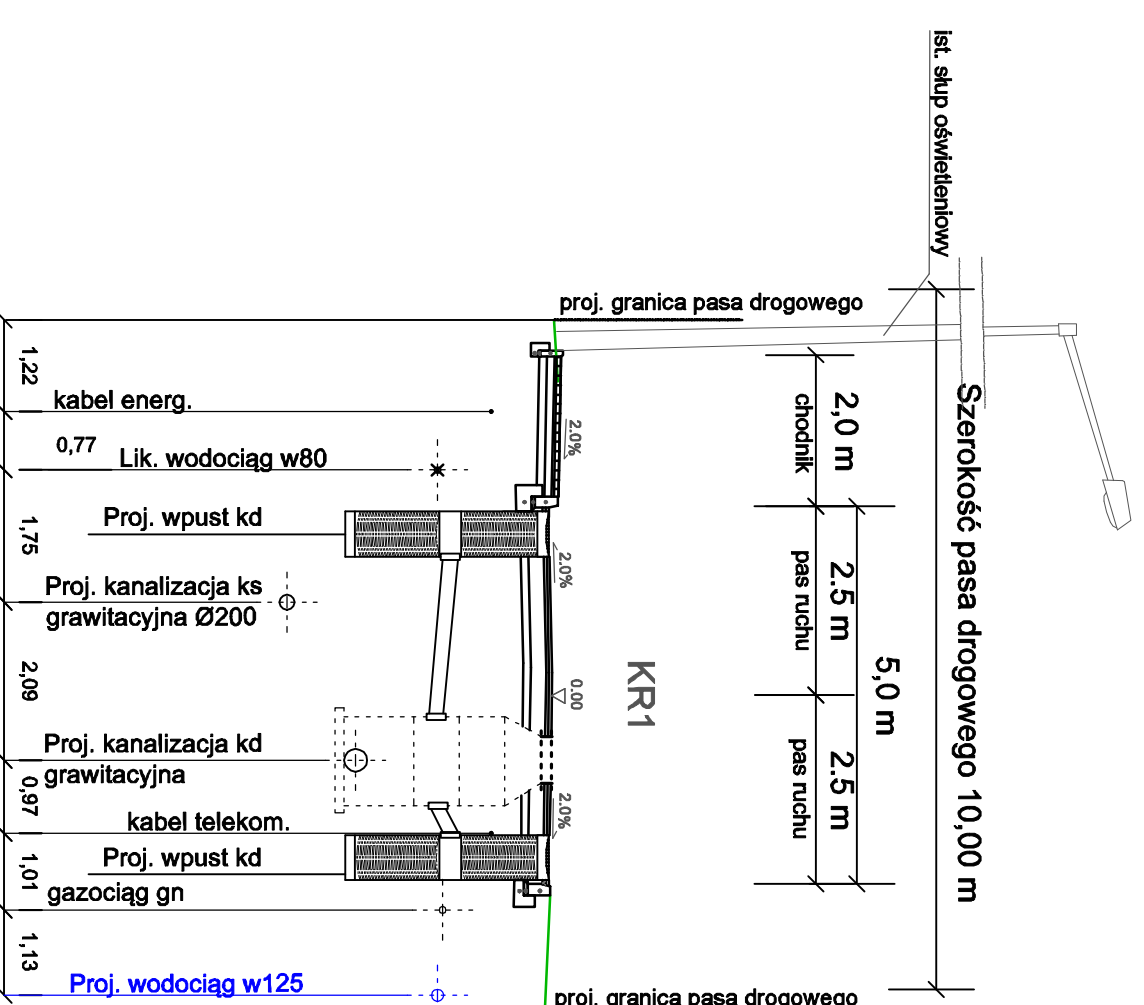 ist. słup oświetleniowy
Szerokość pasa drogowego 10,00 m
proj. granica pasa drogowego
2,0 m
chodnik
2.5 m
pas ruchu
5,0 m
2.5 m
pas ruchu
KR1
2.0%
2.0%
0.00
2.0%
1,22
kabel energ.
0,77
Lik. wodociąg w80
1,75
Proj. wpust kd
Proj. kanalizacja ks
grawitacyjna Ø200
2,09
Proj. kanalizacja kd
grawitacyjna
0,97
kabel telekom.
Proj. wpust kd
1,01
gazociąg gn
1,13
Proj. wodociąg w125
proj. granica pasa drogowego